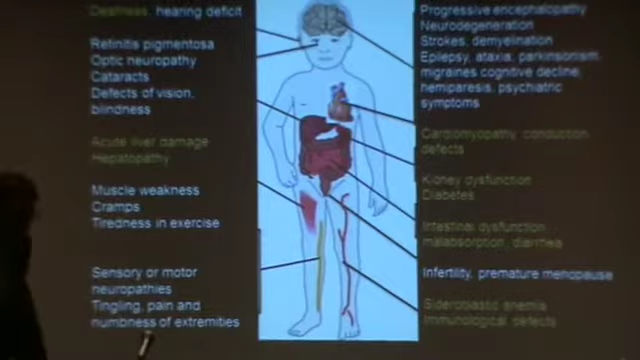 Deafness, hearing deficit
Retinitis pigmentosa
Optic neuropathy
Cataracts
Defects of vision,
blindness
Acute liver damage
Hepatopathy
Muscle weakness
Cramps
Tiredness in exercise
Sensory or motor
neuropathies
Tingling, pain and
numbness of extremities
Progressive encephalopathy
Neurodegeneration
Strokes, demyelination
Epilepsy, ataxia, parkinsonism,
migraines cognitive decline,
hemiparesis, psychiatric
symptoms
Cardiomyopathy, conduction
defects
Kidney dysfunction
Diabetes
Intestinal dysfunction,
malabsorption, diarrhea
Infertility, premature menopause
Sideroblastic anemia
Immunological defects